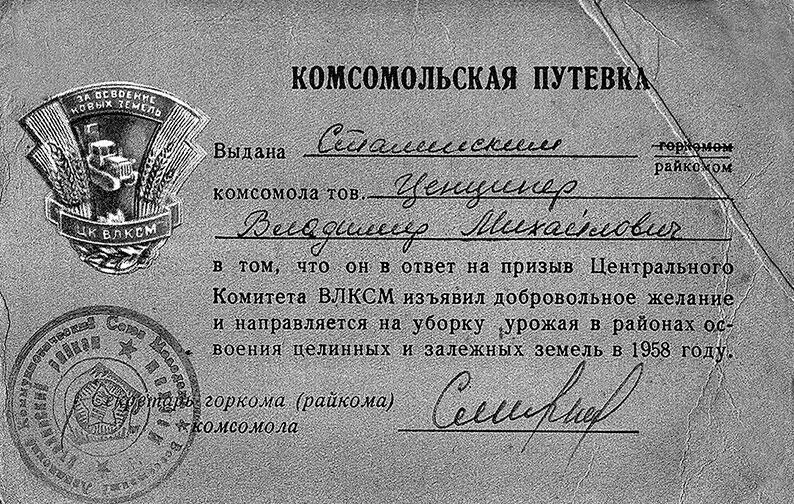 КОМСОМОЛЬСКАЯ ПУТЕВКА
ЗА ОСВОЕНИЕ
НОВЫХ ЗЕМЕЛЬ
ЦК ВЛКСМ
Выдана Сталинским горкомом
райкомом
комсомола тов. Ценципер
Владимир Михайлович
в том, что он в ответ на призыв Центрального
Комитета ВЛКСМ изъявил добровольное желание
и направляется на уборку урожая в районах ос-
воения целинных и залежных земель в 1958 году.
Секретарь горкома (райкома)
комсомола